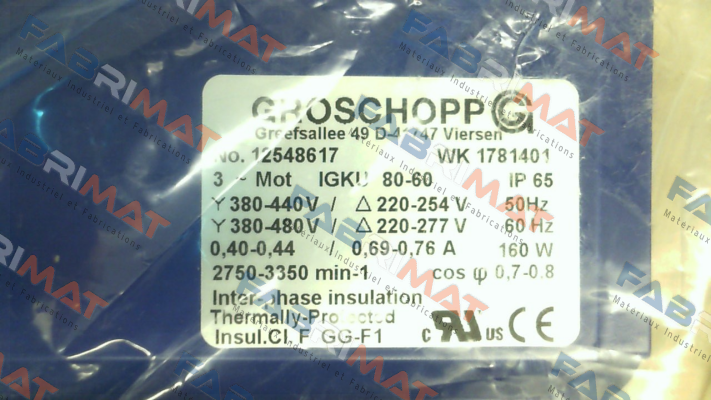 GROSCHOPP G
Greefsallee 49 D-41747 Viersen
No. 12548617 WK 1781401
3 ~ Mot IGKU 80-60 IP 65
Y 380-440V / Δ 220-254 V 50Hz
Y 380-480V / Δ 220-277 V 60 Hz
0,40-0,44 / 0,69-0,76 A 160 W
2750-3350 min-1 cos φ 0,7-0.8
Inter-phase insulation
Thermally-Protected
Insul.Cl F GG-F1 c RU us CE
FABRIMAT
Materiaux Industriel et Fabrications